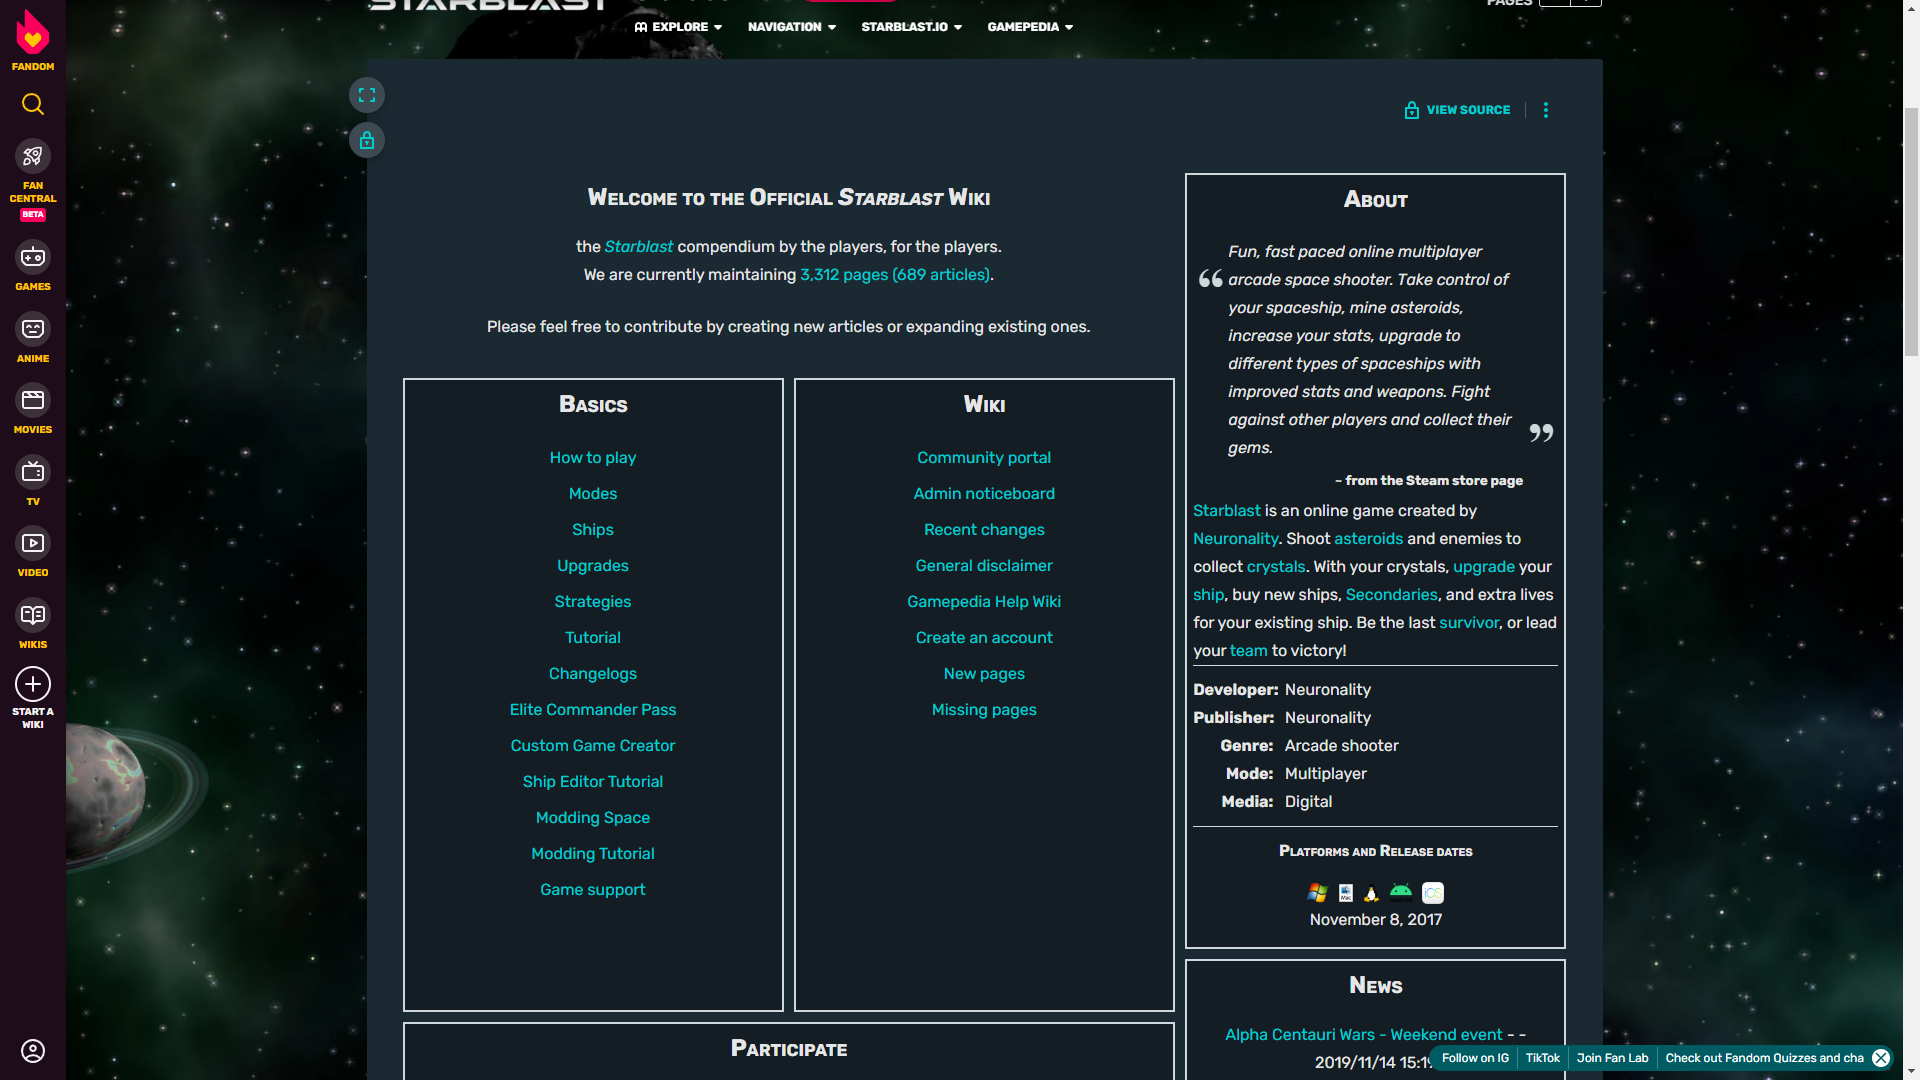 STARBLAST
PAGES
EXPLORE
NAVIGATION
STARBLAST.IO
GAMEPEDIA
FANDOM
FAN CENTRAL
BETA
GAMES
ANIME
MOVIES
TV
VIDEO
WIKIS
START A WIKI
VIEW SOURCE
Welcome to the Official Starblast Wiki
the Starblast compendium by the players, for the players.
We are currently maintaining 3,312 pages (689 articles).
Please feel free to contribute by creating new articles or expanding existing ones.
Basics
How to play
Modes
Ships
Upgrades
Strategies
Tutorial
Changelogs
Elite Commander Pass
Custom Game Creator
Ship Editor Tutorial
Modding Space
Modding Tutorial
Game support
Wiki
Community portal
Admin noticeboard
Recent changes
General disclaimer
Gamepedia Help Wiki
Create an account
New pages
Missing pages
Participate
About
“ Fun, fast paced online multiplayer
arcade space shooter. Take control of
your spaceship, mine asteroids,
increase your stats, upgrade to
different types of spaceships with
improved stats and weapons. Fight
against other players and collect their
gems. ”
~ from the Steam store page
Starblast is an online game created by
Neuronality. Shoot asteroids and enemies to
collect crystals. With your crystals, upgrade your
ship, buy new ships, Secondaries, and extra lives
for your existing ship. Be the last survivor, or lead
your team to victory!
Developer: Neuronality
Publisher: Neuronality
Genre: Arcade shooter
Mode: Multiplayer
Media: Digital
Platforms and Release dates
iOS
November 8, 2017
News
Alpha Centauri Wars - Weekend event - -
2019/11/14 15:1
Follow on IG
TikTok
Join Fan Lab
Check out Fandom Quizzes and cha